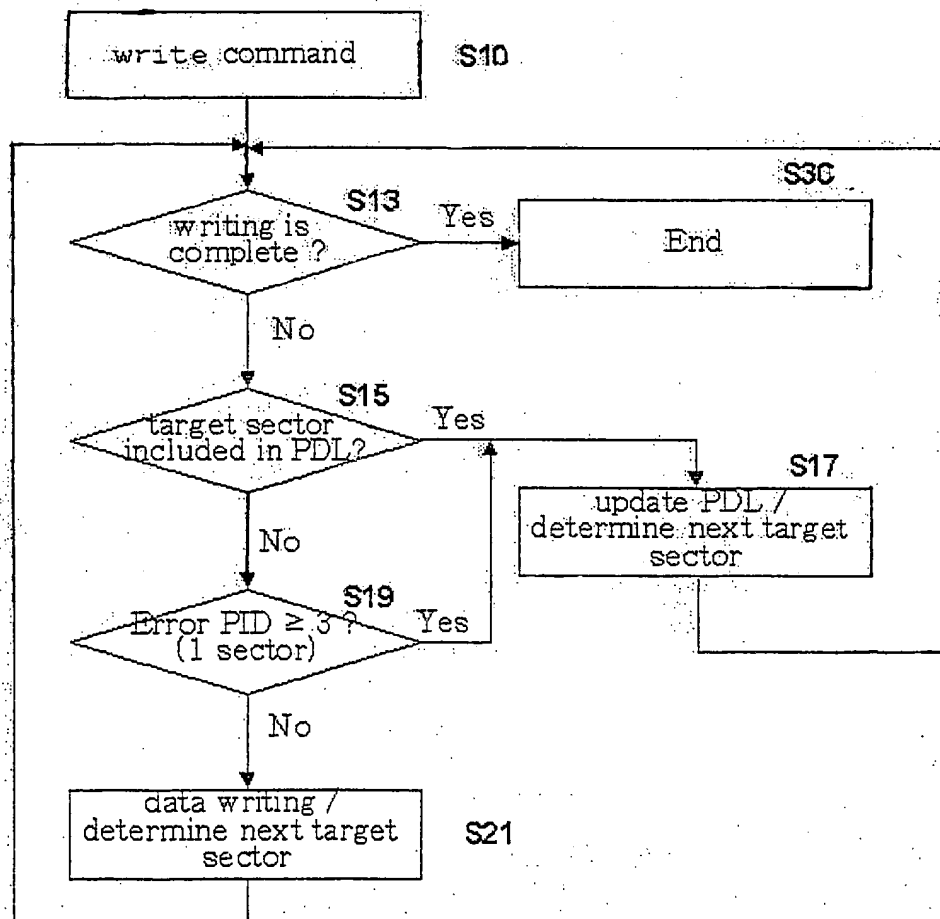 write command
S10
S30
S13
writing is
complete ?
Yes
End
No
S15
target sector
included in PDL?
Yes
S17
update PDL /
determine next target
sector
No
S19
Error PID ≥ 3 ?
(1 sector)
Yes
No
data writing /
determine next target
sector
S21